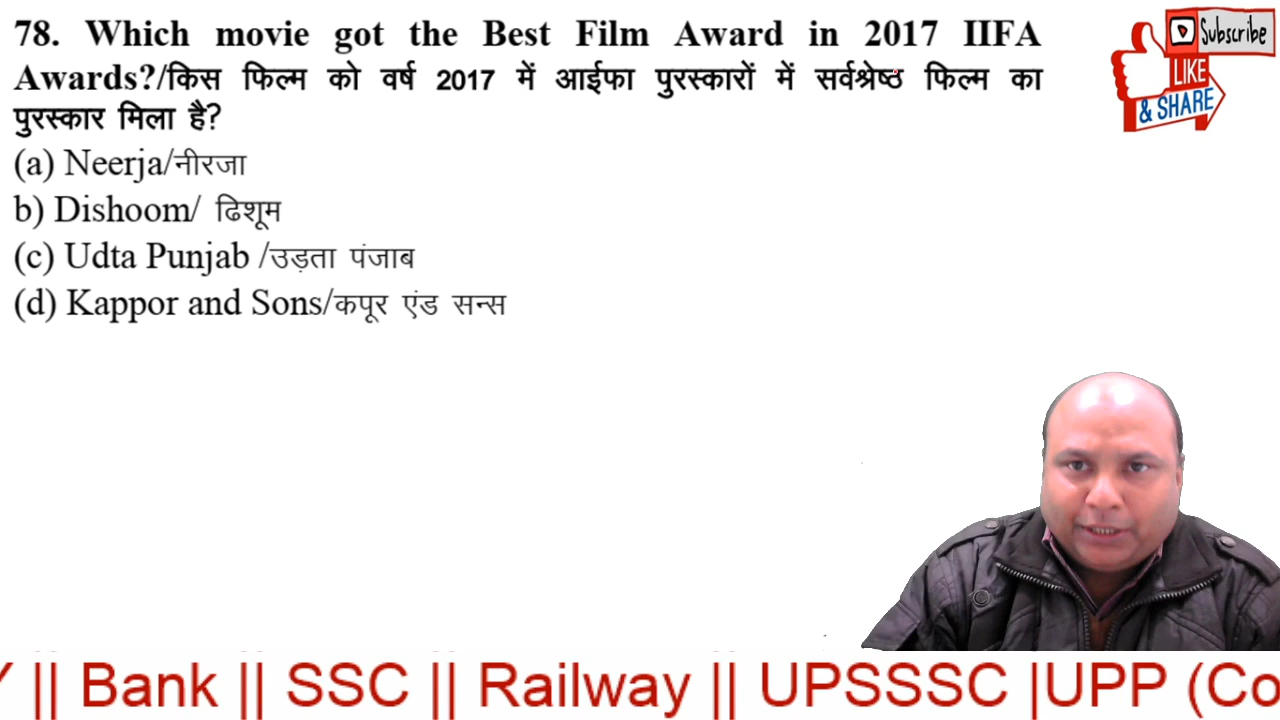 78. Which movie got the Best Film Award in 2017 IIFA
Awards?/किस फिल्म को वर्ष 2017 में आईफा पुरस्कारों में सर्वश्रेष्ठ फिल्म का
पुरस्कार मिला है?
(a) Neerja/नीरजा
b) Dishoom/ ढिशूम
(c) Udta Punjab /उड़ता पंजाब
(d) Kappor and Sons/कपूर एंड सन्स
Subscribe
LIKE
& SHARE
|| Bank || SSC || Railway || UPSSSC |UPP (Co